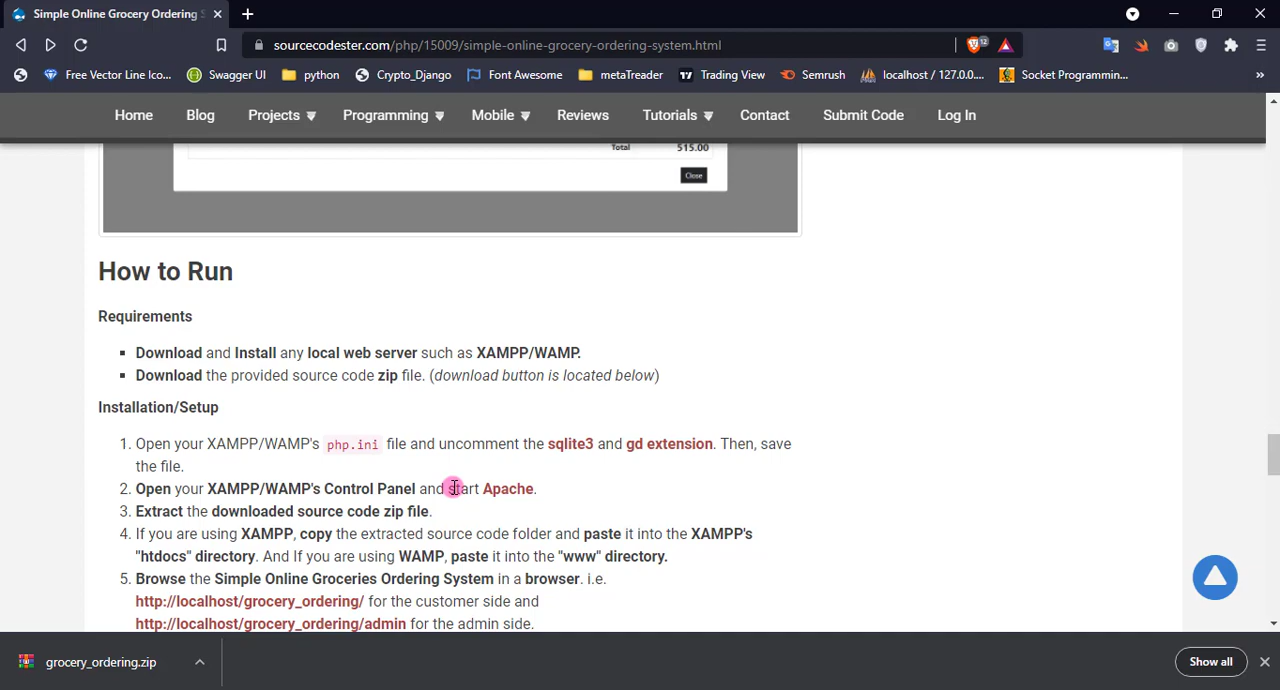 Simple Online Grocery Ordering S
sourcecodester.com/php/15009/simple-online-grocery-ordering-system.html
12
Free Vector Line Ico... Swagger UI python Crypto_Django Font Awesome metaTreader Trading View Semrush localhost / 127.0.0.... Socket Programmin... »
Home Blog Projects Programming Mobile Reviews Tutorials Contact Submit Code Log In
Total 515.00
Close
How to Run
Requirements
Download and Install any local web server such as XAMPP/WAMP.
Download the provided source code zip file. (download button is located below)
Installation/Setup
1. Open your XAMPP/WAMP's php.ini file and uncomment the sqlite3 and gd extension. Then, save
the file.
2. Open your XAMPP/WAMP's Control Panel and start Apache.
3. Extract the downloaded source code zip file.
4. If you are using XAMPP, copy the extracted source code folder and paste it into the XAMPP's
"htdocs" directory. And If you are using WAMP, paste it into the "www" directory.
5. Browse the Simple Online Groceries Ordering System in a browser. i.e.
http://localhost/grocery_ordering/ for the customer side and
http://localhost/grocery_ordering/admin for the admin side.
grocery_ordering.zip Show all